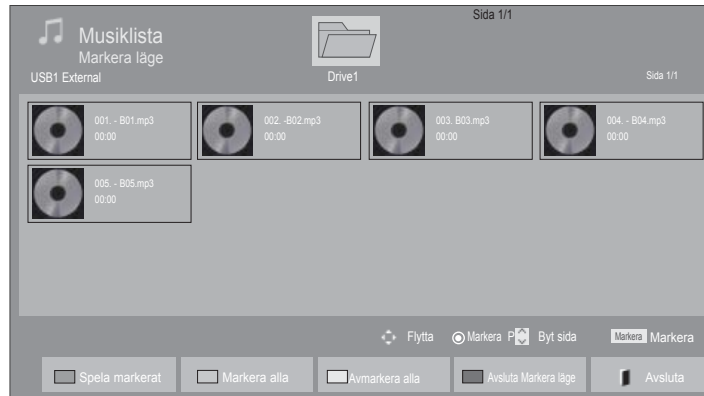 Sida 1/1
Musiklista
Markera läge
USB1 External
Drive1
Sida 1/1
001. - B01.mp3
00:00
002. -B02.mp3
00:00
003. B03.mp3
00:00
004. - B04.mp3
00:00
005. - B05.mp3
00:00
Flytta Markera P Byt sida Markera Markera
Spela markerat Markera alla Avmarkera alla Avsluta Markera läge Avsluta